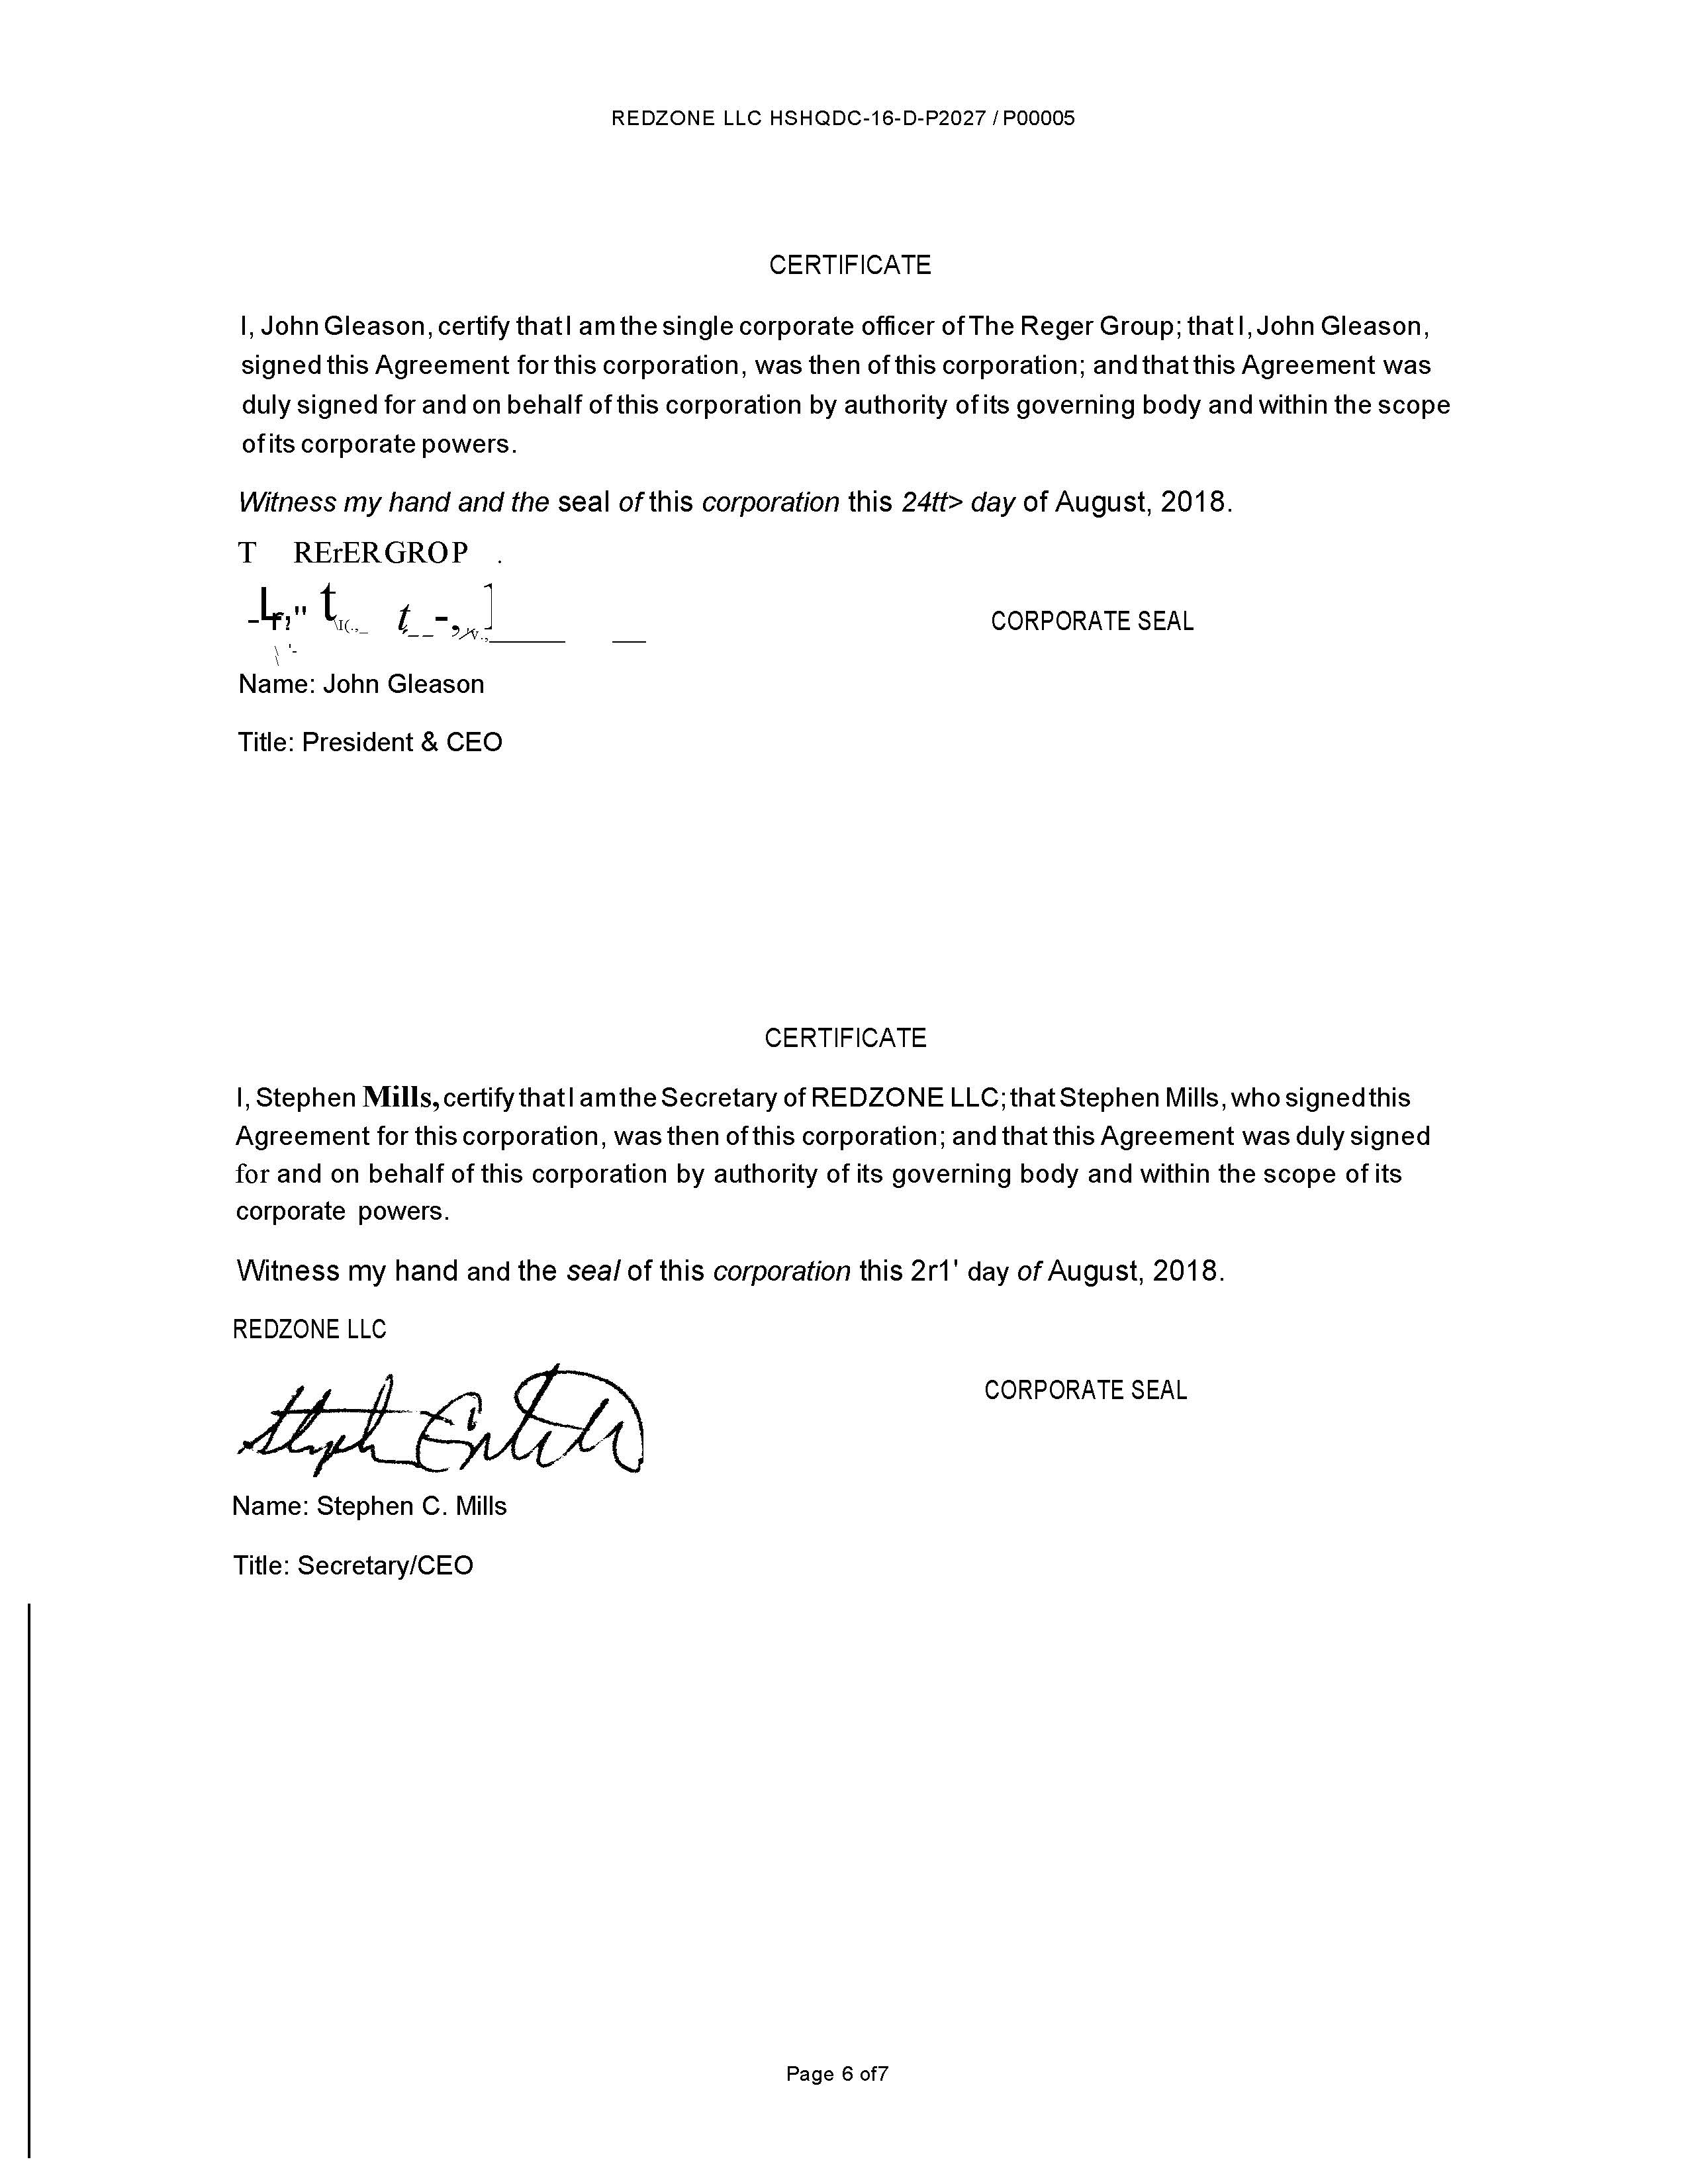 REDZONE LLC HSHQDC-16-D-P2027 / P00005
CERTIFICATE
I, John Gleason, certify that I am the single corporate officer of The Reger Group; that I, John Gleason,
signed this Agreement for this corporation, was then of this corporation; and that this Agreement was
duly signed for and on behalf of this corporation by authority of its governing body and within the scope
of its corporate powers.
Witness my hand and the seal of this corporation this 24tt> day of August, 2018.
T RErER GROP .
CORPORATE SEAL
Name: John Gleason
Title: President & CEO
CERTIFICATE
I, Stephen Mills, certify that I am the Secretary of REDZONE LLC; that Stephen Mills, who signed this
Agreement for this corporation, was then of this corporation; and that this Agreement was duly signed
for and on behalf of this corporation by authority of its governing body and within the scope of its
corporate powers.
Witness my hand and the seal of this corporation this 2r1' day of August, 2018.
REDZONE LLC
CORPORATE SEAL
Name: Stephen C. Mills
Title: Secretary/CEO
Page 6 of7